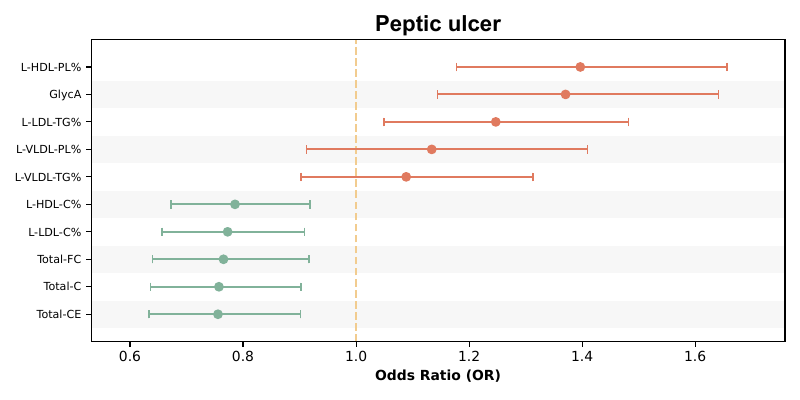 Peptic ulcer
L-HDL-PL%
GlycA
L-LDL-TG%
L-VLDL-PL%
L-VLDL-TG%
L-HDL-C%
L-LDL-C%
Total-FC
Total-C
Total-CE
0.6 0.8 1.0 1.2 1.4 1.6
Odds Ratio (OR)